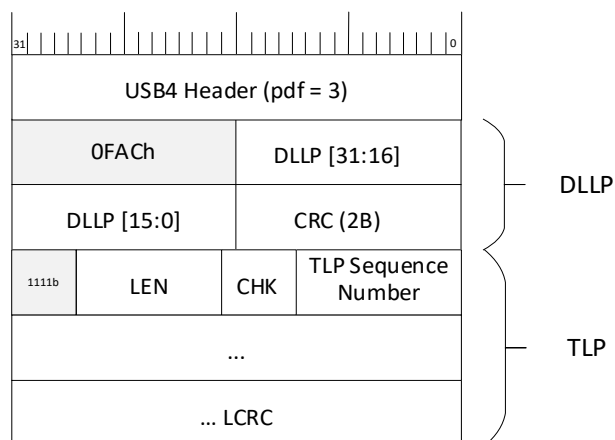 31 0
USB4 Header (pdf = 3)
0FACh DLLP [31:16]
DLLP
DLLP [15:0] CRC (2B)
1111b LEN CHK TLP Sequence
Number
...
TLP
... LCRC